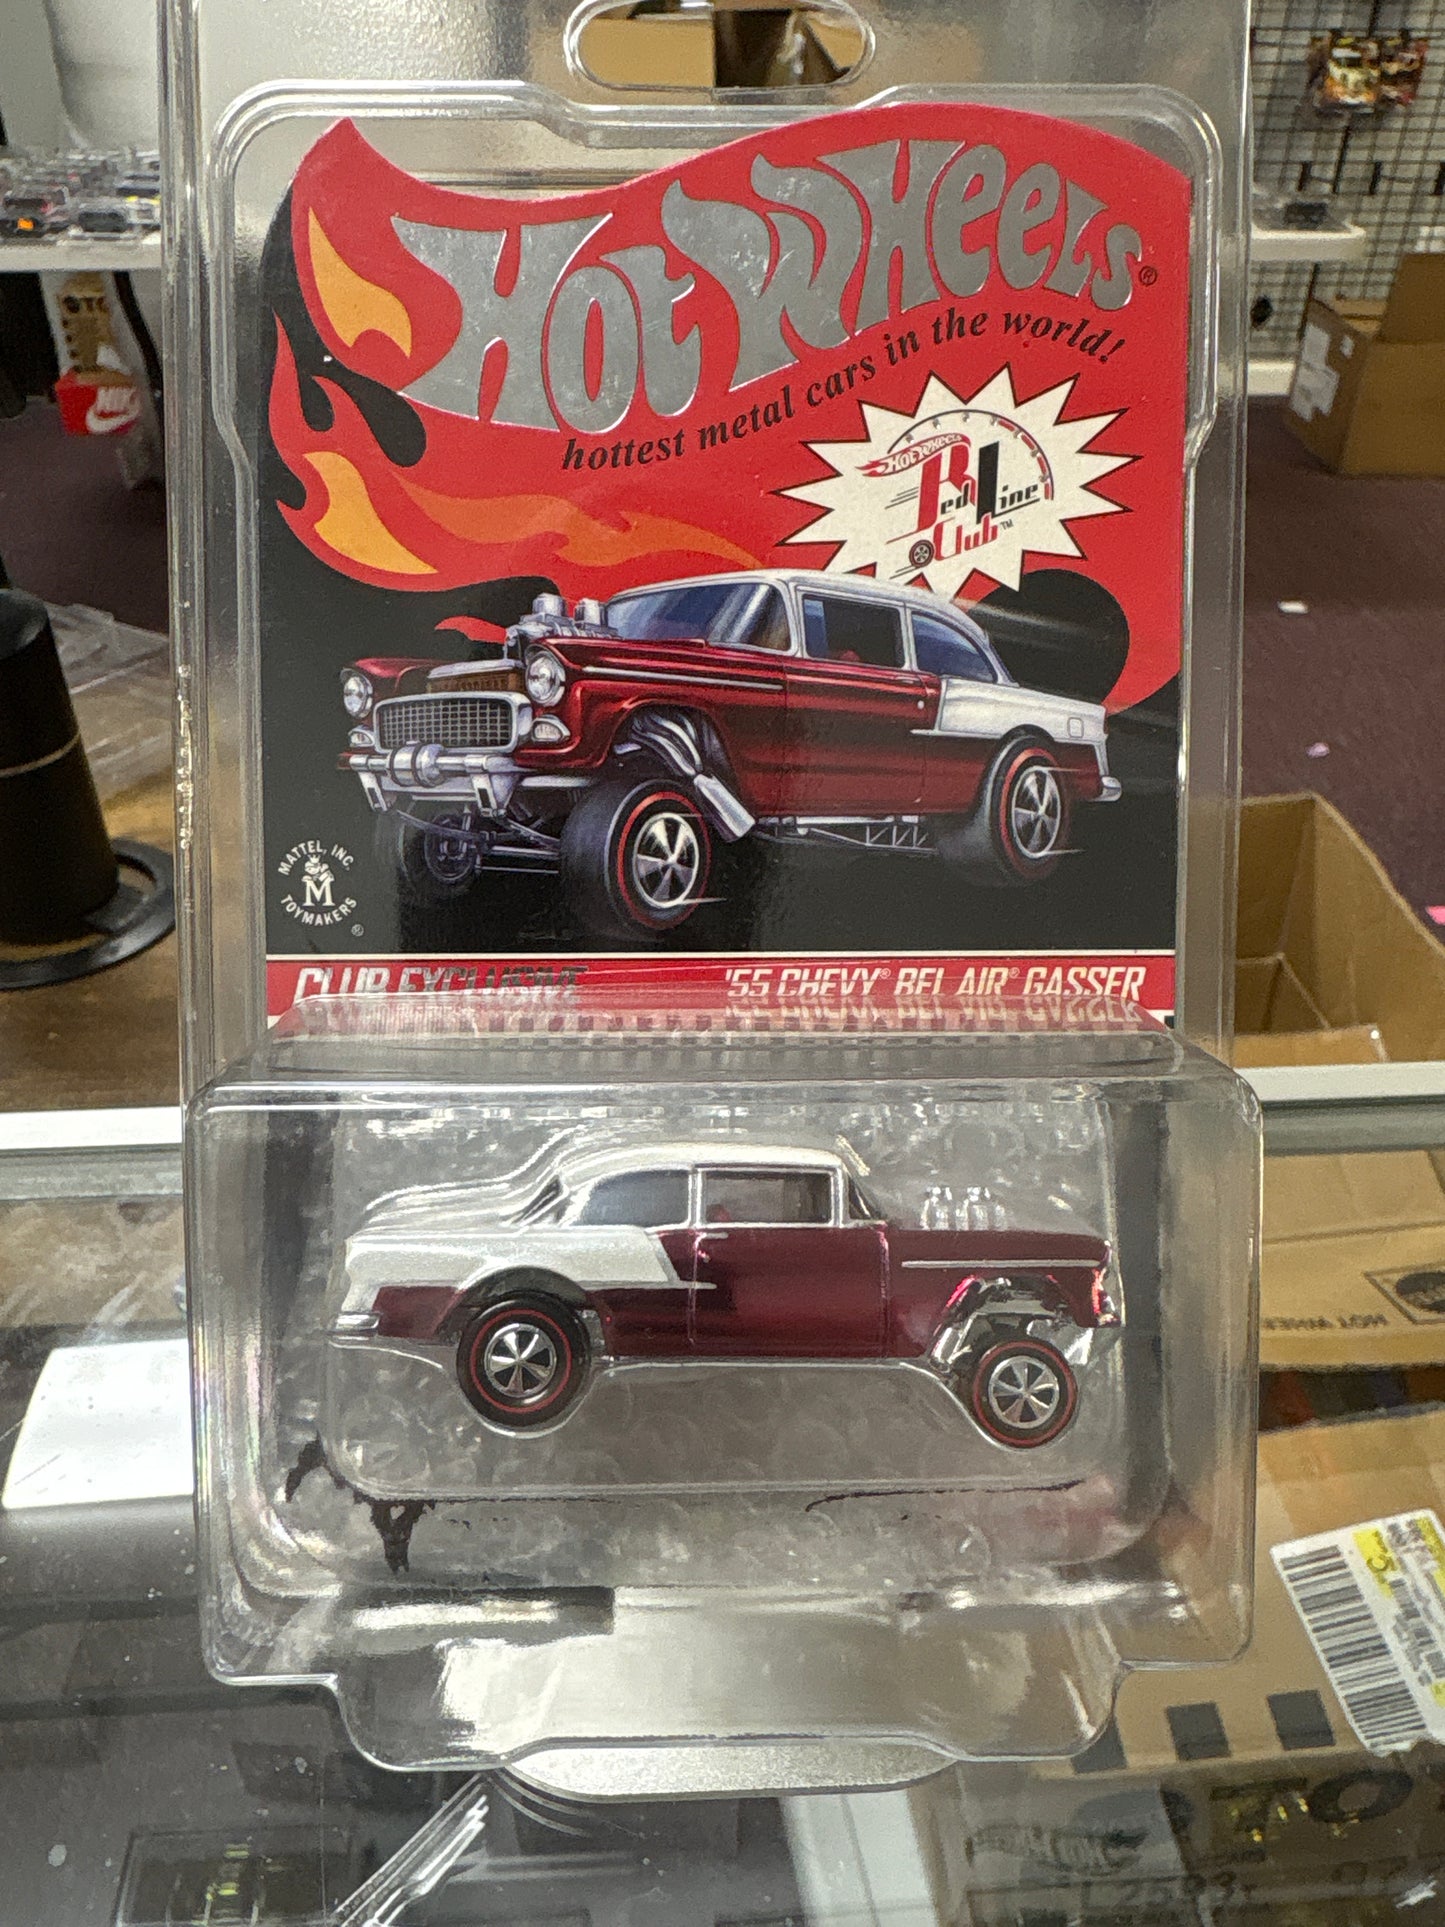 Hot Wheels®
hottest metal cars in the world!
Hot Wheels
Red Line
Club™
MATTEL, INC.
M
TOYMAKERS
®
CLUB EXCLUSIVE
'55 CHEVY® BEL AIR® GASSER